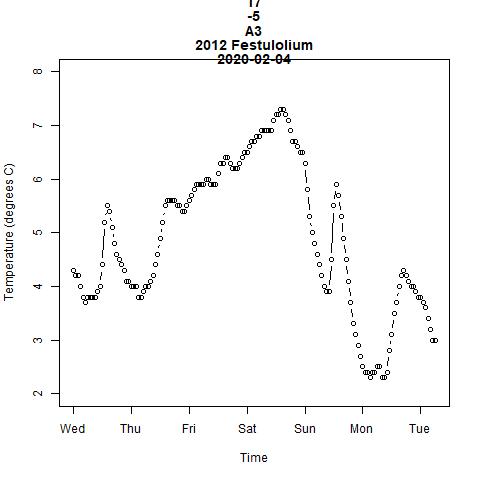 17
-5
A3
2012 Festulolium
2020-02-04
8
7
6
5
4
3
2
Temperature (degrees C)
Wed Thu Fri Sat Sun Mon Tue
Time